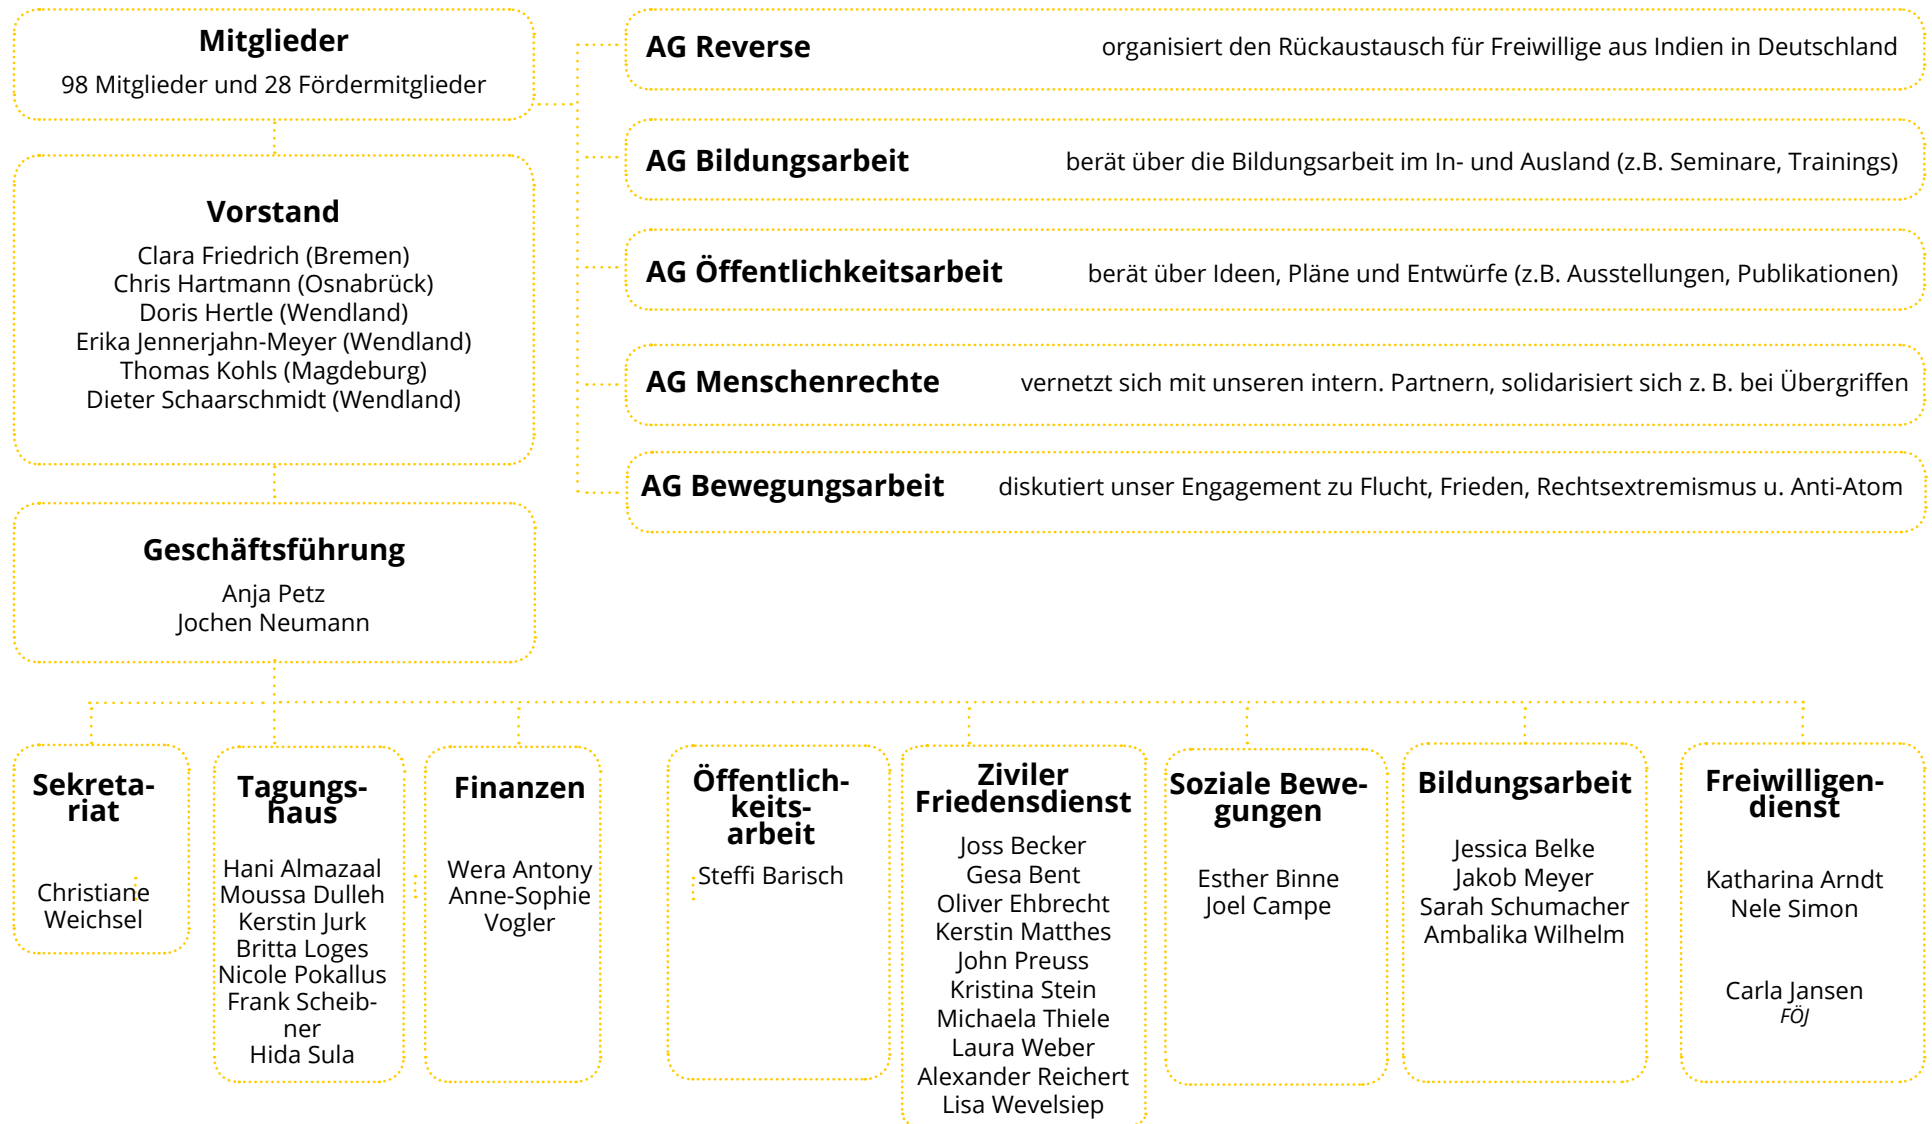 Mitglieder
98 Mitglieder und 28 Fördermitglieder
Vorstand
Clara Friedrich (Bremen)
Chris Hartmann (Osnabrück)
Doris Hertle (Wendland)
Erika Jennerjahn-Meyer (Wendland)
Thomas Kohls (Magdeburg)
Dieter Schaarschmidt (Wendland)
Geschäftsführung
Anja Petz
Jochen Neumann
AG Reverse organisiert den Rückaustausch für Freiwillige aus Indien in Deutschland
AG Bildungsarbeit berät über die Bildungsarbeit im In- und Ausland (z.B. Seminare, Trainings)
AG Öffentlichkeitsarbeit berät über Ideen, Pläne und Entwürfe (z.B. Ausstellungen, Publikationen)
AG Menschenrechte vernetzt sich mit unseren intern. Partnern, solidarisiert sich z. B. bei Übergriffen
AG Bewegungsarbeit diskutiert unser Engagement zu Flucht, Frieden, Rechtsextremismus u. Anti-Atom
Sekreta-
riat
Christiane
Weichsel
Tagungs-
haus
Hani Almazaal
Moussa Dulleh
Kerstin Jurk
Britta Loges
Nicole Pokallus
Frank Scheib-
ner
Hida Sula
Finanzen
Wera Antony
Anne-Sophie
Vogler
Öffentlich-
keits-
arbeit
Steffi Barisch
Ziviler
Friedensdienst
Joss Becker
Gesa Bent
Oliver Ehbrecht
Kerstin Matthes
John Preuss
Kristina Stein
Michaela Thiele
Laura Weber
Alexander Reichert
Lisa Wevelsiep
Soziale Bewe-
gungen
Esther Binne
Joel Campe
Bildungsarbeit
Jessica Belke
Jakob Meyer
Sarah Schumacher
Ambalika Wilhelm
Freiwilligen-
dienst
Katharina Arndt
Nele Simon
Carla Jansen
FÖJ